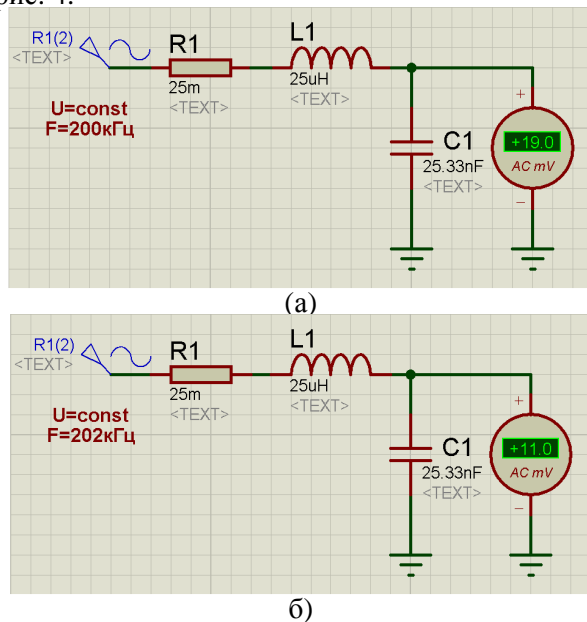 рис. 4.
R1(2)
<TEXT>
R1
25m
<TEXT>
L1
25uH
<TEXT>
U=const
F=200кГц
C1
25.33nF
<TEXT>
+
+19.0
AC mV
−
(а)
R1(2)
<TEXT>
R1
25m
<TEXT>
L1
25uH
<TEXT>
U=const
F=202кГц
C1
25.33nF
<TEXT>
+
+11.0
AC mV
−
б)